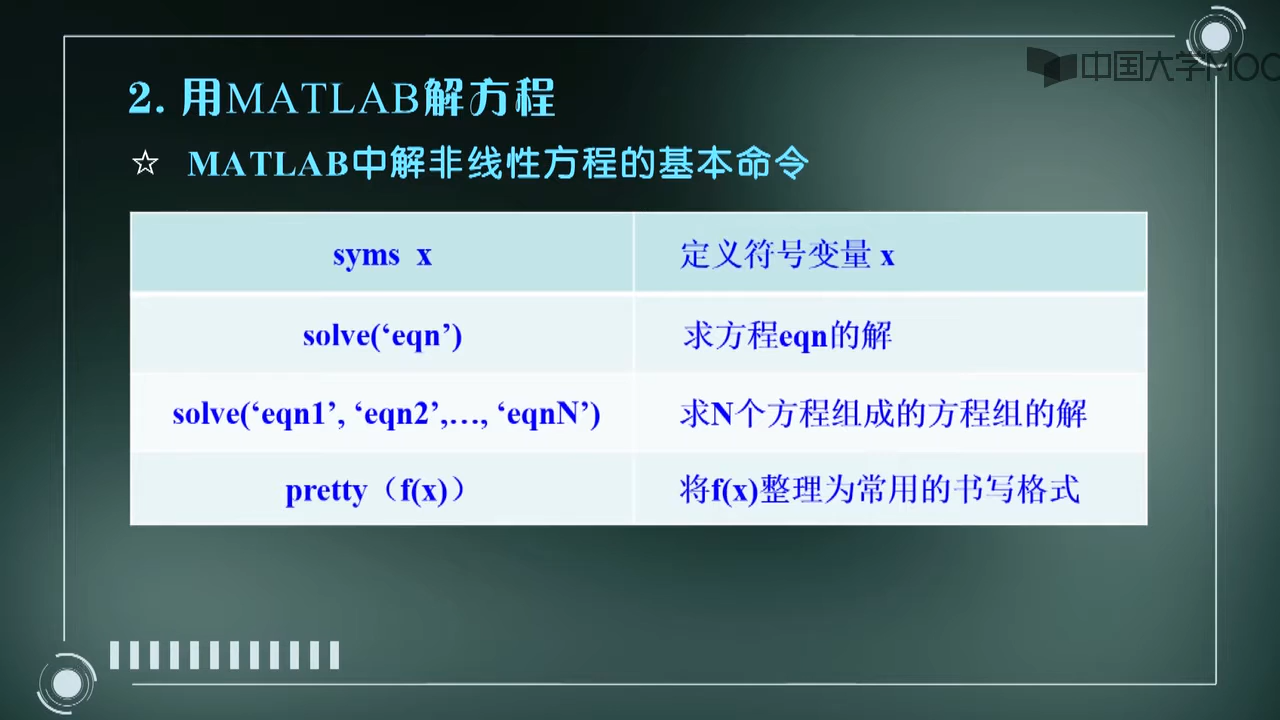 中国大学MOO
2. 用MATLAB解方程
☆ MATLAB中解非线性方程的基本命令
syms x 定义符号变量 x
solve(‘eqn’) 求方程eqn的解
solve(‘eqn1’, ‘eqn2’,…, ‘eqnN’) 求N个方程组成的方程组的解
pretty（f(x)） 将f(x)整理为常用的书写格式